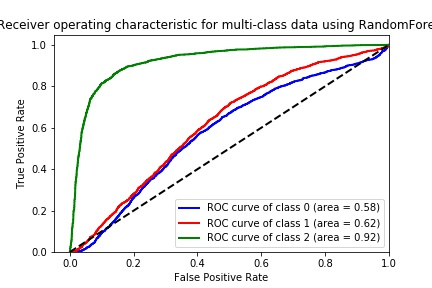 Receiver operating characteristic for multi-class data using RandomFore
1.0
0.8
0.6
0.4
0.2
0.0
True Positive Rate
ROC curve of class 0 (area = 0.58)
ROC curve of class 1 (area = 0.62)
ROC curve of class 2 (area = 0.92)
0.0 0.2 0.4 0.6 0.8 1.0
False Positive Rate